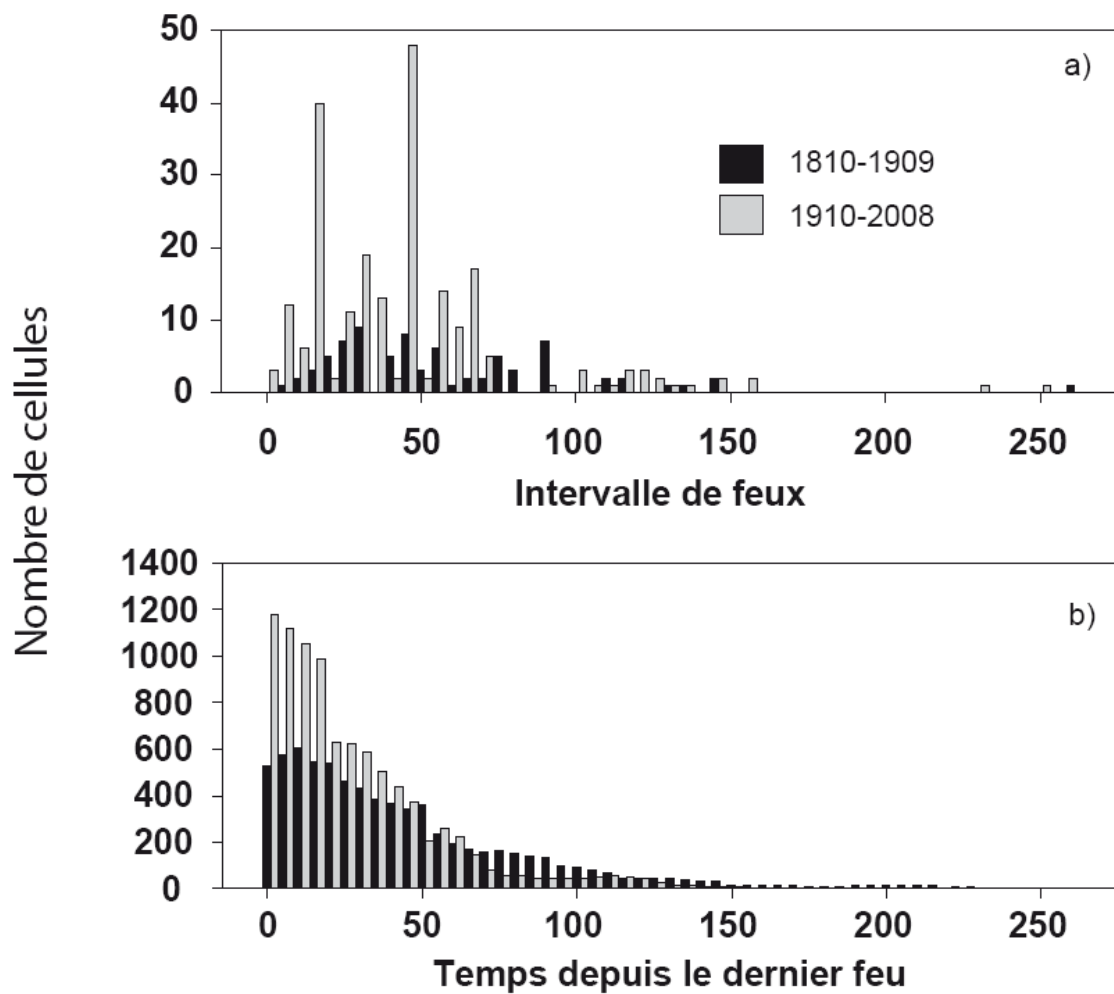 Nombre de cellules
50
40
30
20
10
0
a)
1810-1909
1910-2008
0 50 100 150 200 250
Intervalle de feux
1400
1200
1000
800
600
400
200
0
b)
0 50 100 150 200 250
Temps depuis le dernier feu